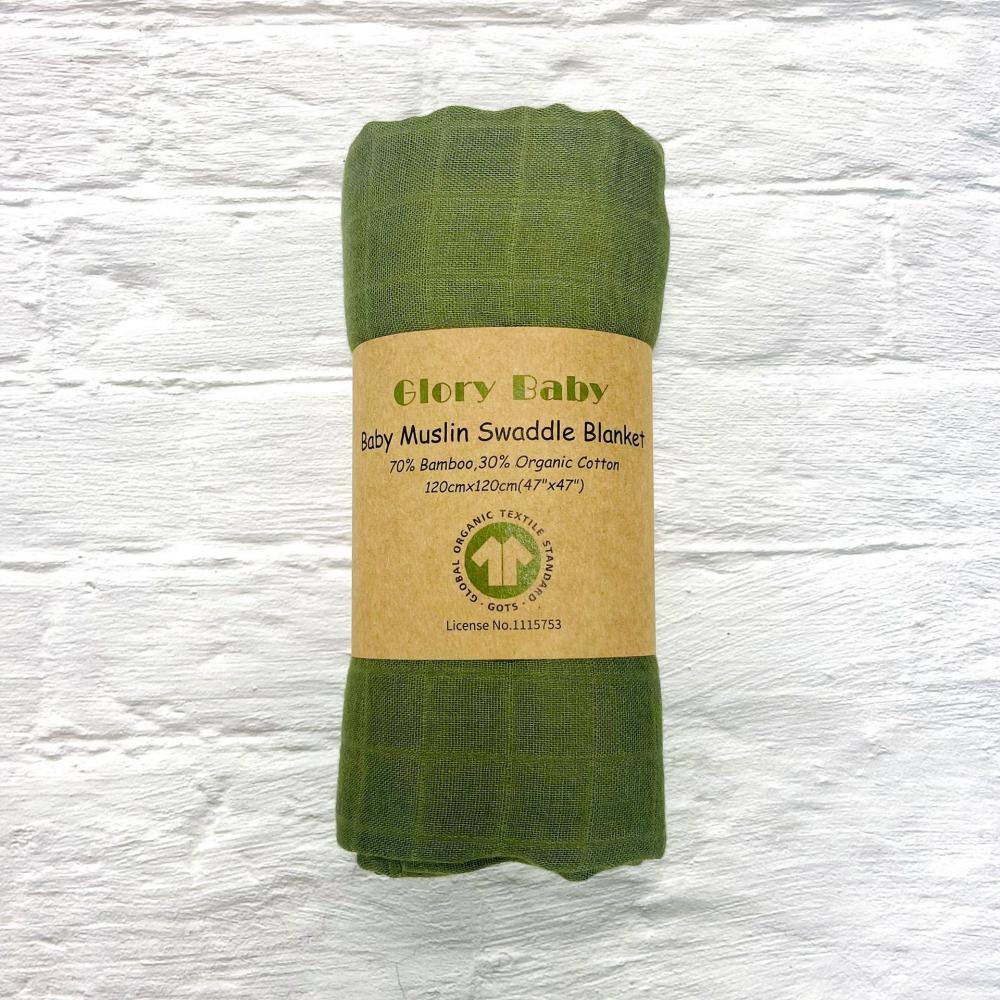 Glory Baby
Baby Muslin Swaddle Blanket
70% Bamboo,30% Organic Cotton
120cmx120cm(47"x47")
GLOBAL ORGANIC TEXTILE STANDARD
· GOTS ·
License No.1115753